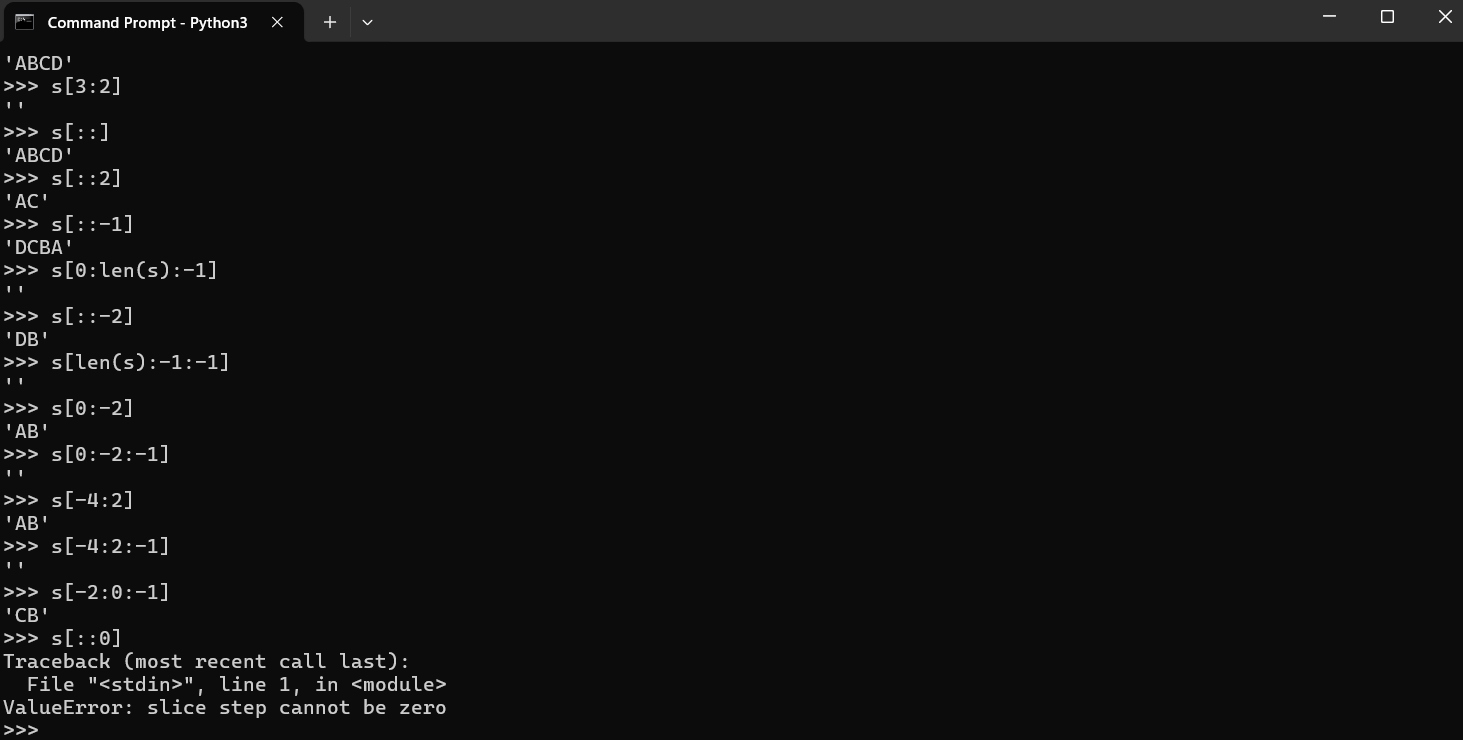 Command Prompt - Python3
'ABCD'
>>> s[3:2]
''
>>> s[::]
'ABCD'
>>> s[::2]
'AC'
>>> s[::-1]
'DCBA'
>>> s[0:len(s):-1]
''
>>> s[::-2]
'DB'
>>> s[len(s):-1:-1]
''
>>> s[0:-2]
'AB'
>>> s[0:-2:-1]
''
>>> s[-4:2]
'AB'
>>> s[-4:2:-1]
''
>>> s[-2:0:-1]
'CB'
>>> s[::0]
Traceback (most recent call last):
  File "<stdin>", line 1, in <module>
ValueError: slice step cannot be zero
>>>